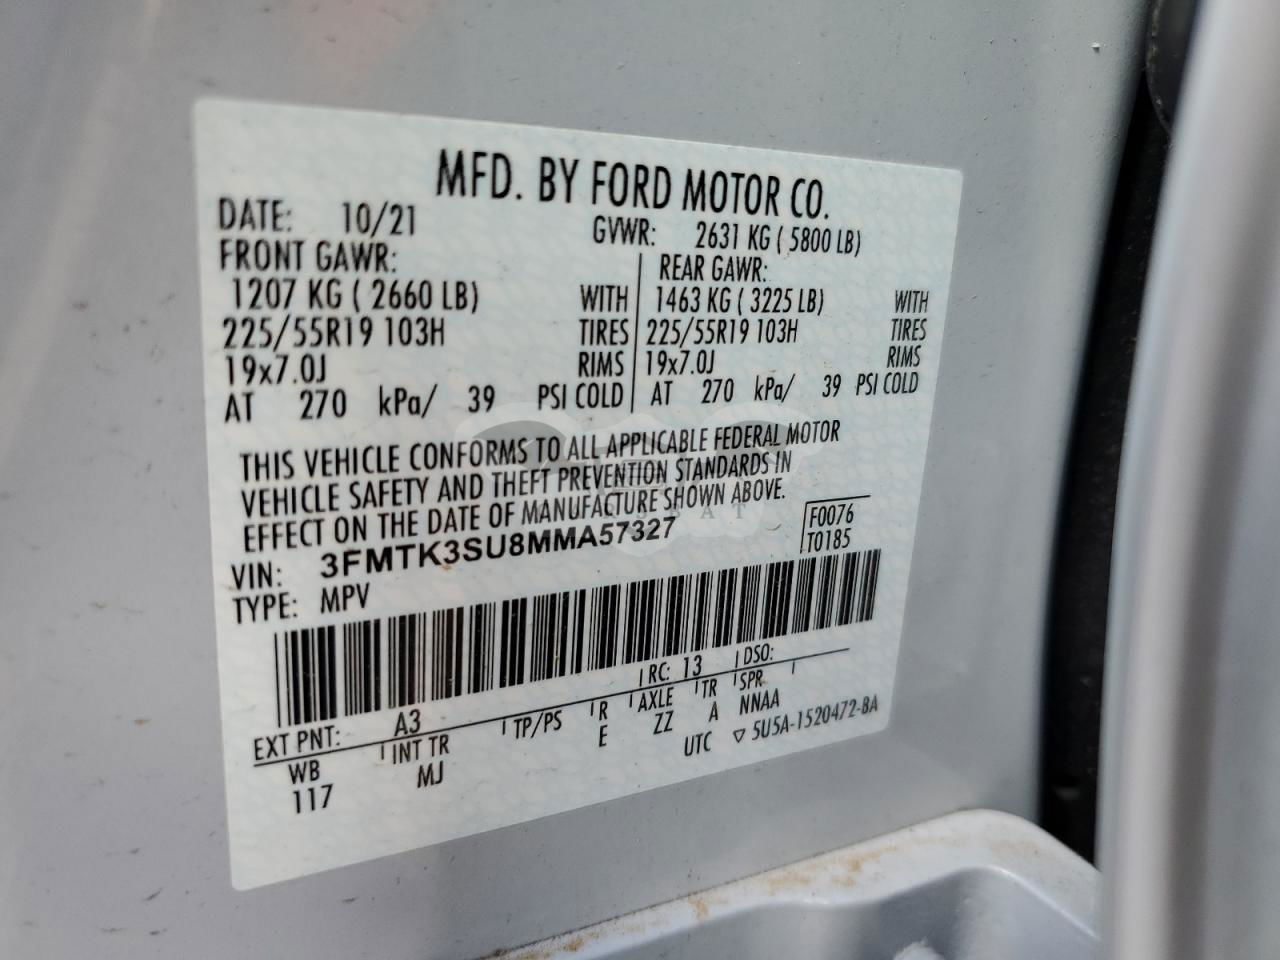 MFD. BY FORD MOTOR CO.
DATE: 10/21 GVWR: 2631 KG ( 5800 LB)
FRONT GAWR: REAR GAWR:
1207 KG ( 2660 LB) WITH 1463 KG ( 3225 LB) WITH
225/55R19 103H TIRES 225/55R19 103H TIRES
19x7.0J RIMS 19x7.0J RIMS
AT 270 kPa/ 39 PSI COLD AT 270 kPa/ 39 PSI COLD
THIS VEHICLE CONFORMS TO ALL APPLICABLE FEDERAL MOTOR
VEHICLE SAFETY AND THEFT PREVENTION STANDARDS IN
EFFECT ON THE DATE OF MANUFACTURE SHOWN ABOVE.
VIN: 3FMTK3SU8MMA57327 F0076
TYPE: MPV T0185
EXT PNT: A3 RC: 13 DSO:
WB INT TR TP/PS R AXLE TR SPR
117 MJ E ZZ A NNAA
UTC ▽ 5U5A-1520472-BA